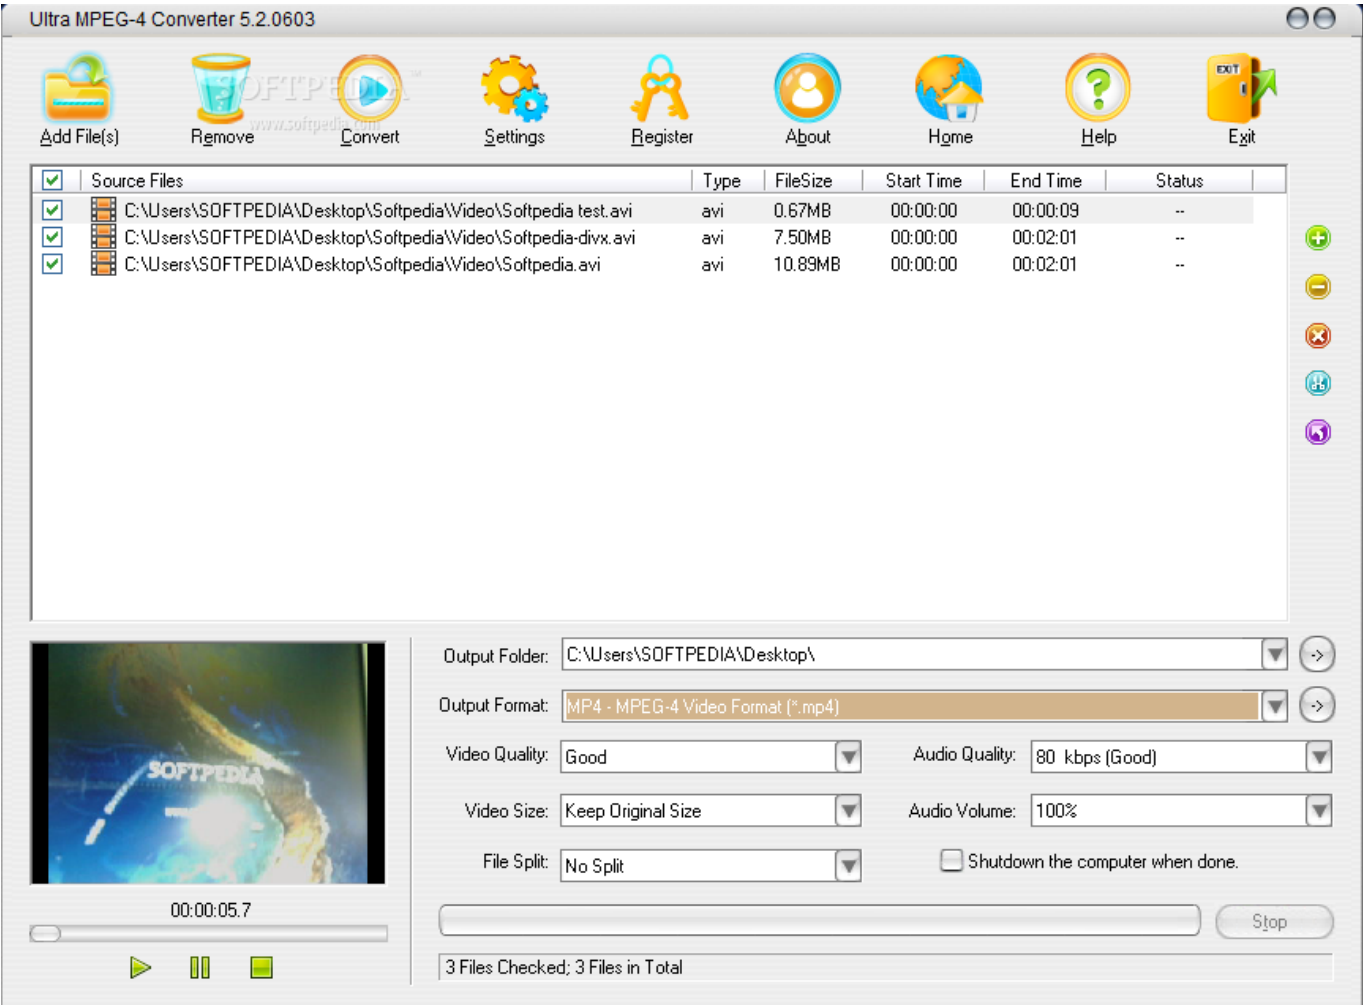 Ultra MPEG-4 Converter 5.2.0603
EXIT
SOFTPEDIA™
www.softpedia.com
Add File(s) Remove Convert Settings Register About Home Help Exit
Source Files Type FileSize Start Time End Time Status
C:\Users\SOFTPEDIA\Desktop\Softpedia\Video\Softpedia test.avi avi 0.67MB 00:00:00 00:00:09 --
C:\Users\SOFTPEDIA\Desktop\Softpedia\Video\Softpedia-divx.avi avi 7.50MB 00:00:00 00:02:01 --
C:\Users\SOFTPEDIA\Desktop\Softpedia\Video\Softpedia.avi avi 10.89MB 00:00:00 00:02:01 --
Output Folder: C:\Users\SOFTPEDIA\Desktop\ ->
Output Format: MP4 - MPEG-4 Video Format (*.mp4) ->
Video Quality: Good Audio Quality: 80 kbps (Good)
Video Size: Keep Original Size Audio Volume: 100%
File Split: No Split Shutdown the computer when done.
SOFTPEDIA
00:00:05.7
Stop
3 Files Checked; 3 Files in Total